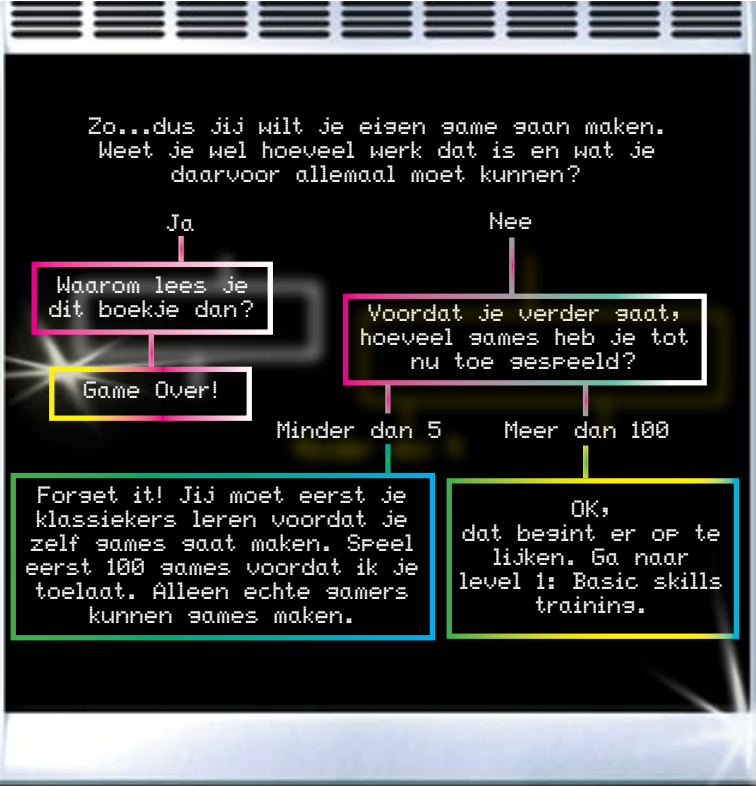 Zo...dus jij wilt je eigen game gaan maken.
Weet je wel hoeveel werk dat is en wat je
daarvoor allemaal moet kunnen?
Ja
Nee
Waarom lees je
dit boekje dan?
Game Over!
Voordat je verder gaat,
hoeveel games heb je tot
nu toe gespeeld?
Minder dan 5
Meer dan 100
Forget it! Jij moet eerst je
klassiekers leren voordat je
zelf games gaat maken. Speel
eerst 100 games voordat ik je
toelaat. Alleen echte gamers
kunnen games maken.
OK,
dat begint er op te
lijken. Ga naar
level 1: Basic skills
training.